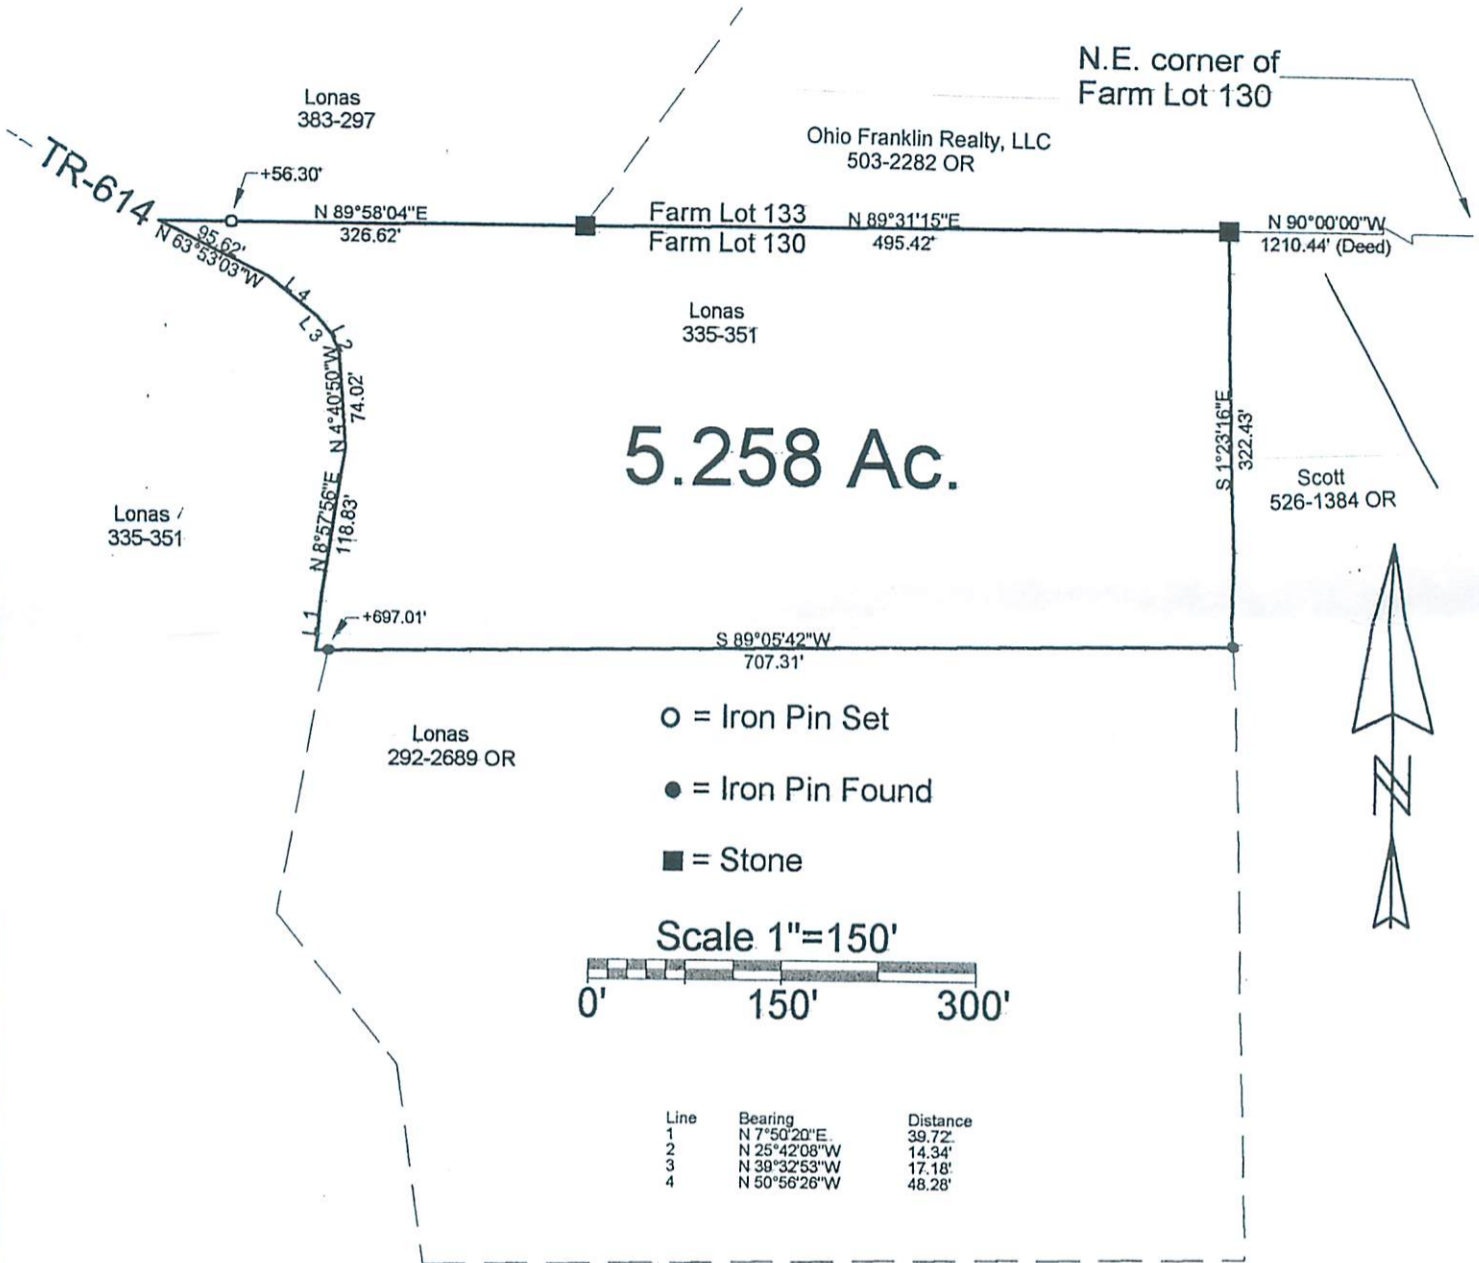 N.E. corner of
Farm Lot 130
Lonas
383-297
Ohio Franklin Realty, LLC
503-2282 OR
TR-614
+56.30'
N 89°58'04"E
326.62'
Farm Lot 133
Farm Lot 130
N 89°31'15"E
495.42'
N 90°00'00"W
1210.44' (Deed)
95.62'
N 63°53'03"W
L 4
L 3
L 2
Lonas
335-351
N 4°40'50"W
74.02'
5.258 Ac.
S 1°23'16"E
322.43'
Scott
526-1384 OR
Lonas
335-351
N 8°57'56"E
118.83'
L 1
+697.01'
S 89°05'42"W
707.31'
Lonas
292-2689 OR
= Iron Pin Set
= Iron Pin Found
= Stone
N
Scale 1"=150'
0' 150' 300'
Line Bearing Distance
1 N 7°50'20"E 39.72'
2 N 25°42'08"W 14.34'
3 N 39°32'53"W 17.18'
4 N 50°56'26"W 48.28'